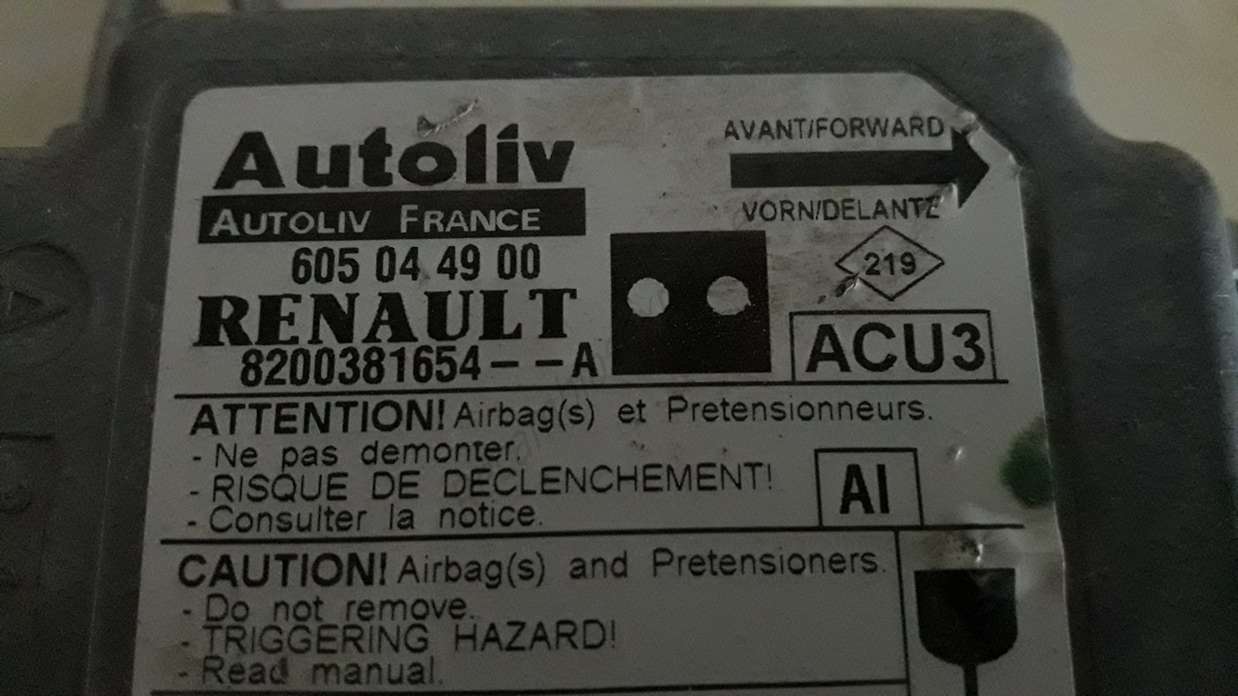 Autoliv
AUTOLIV FRANCE
605 04 49 00
RENAULT
8200381654--A
AVANT/FORWARD
VORN/DELANTE
219
ACU3
ATTENTION! Airbag(s) et Pretensionneurs.
- Ne pas demonter.
- RISQUE DE DECLENCHEMENT!
- Consulter la notice.
AI
CAUTION! Airbag(s) and Pretensioners.
- Do not remove.
- TRIGGERING HAZARD!
- Read manual.